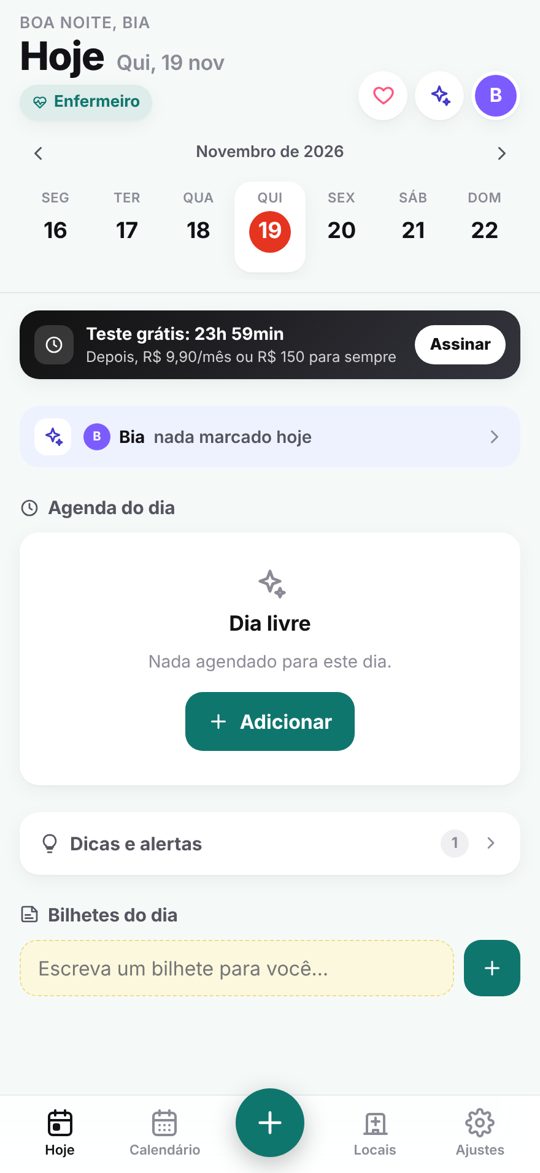 BOA NOITE, BIA
Hoje Qui, 19 nov
Enfermeiro
B
Novembro de 2026
SEG TER QUA QUI SEX SÁB DOM
16 17 18 19 20 21 22
Teste grátis: 23h 59min
Depois, R$ 9,90/mês ou R$ 150 para sempre
Assinar
B Bia nada marcado hoje
Agenda do dia
Dia livre
Nada agendado para este dia.
+ Adicionar
Dicas e alertas 1
Bilhetes do dia
Escreva um bilhete para você...
+
+
Hoje Calendário Locais Ajustes